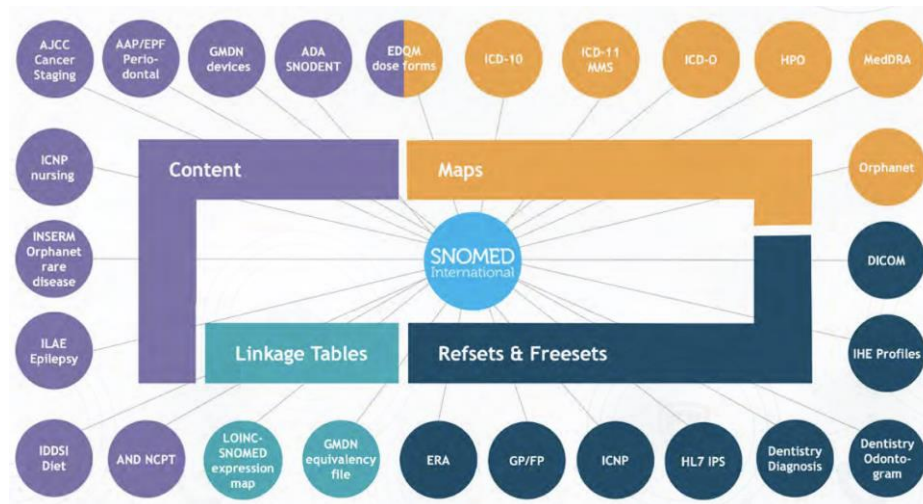 AJCC
Cancer
Staging
AAP/EPF
Perio-
dontal
GMDN
devices
ADA
SNODENT
EDQM
dose forms
ICD-10
ICD-11
MMS
ICD-O
HPO
MedDRA
ICNP
nursing
Content
Maps
Orphanet
INSERM
Orphanet
rare
disease
SNOMED
International
DICOM
ILAE
Epilepsy
Linkage Tables
Refsets & Freesets
IHE Profiles
IDDSI
Diet
AND NCPT
LOINC-
SNOMED
expression
map
GMDN
equivalency
file
ERA
GP/FP
ICNP
HL7 IPS
Dentistry
Diagnosis
Dentistry
Odonto-
gram